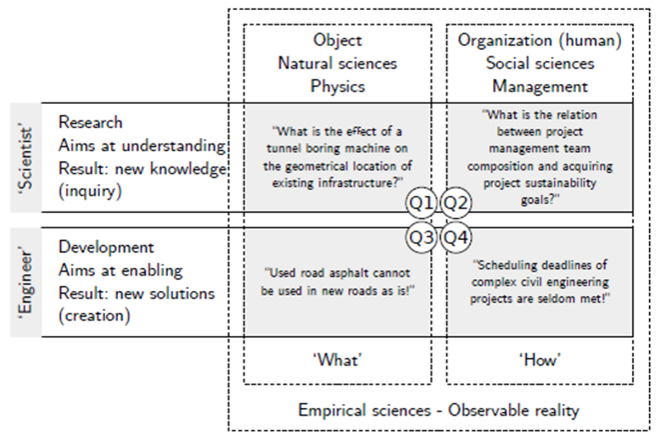 Object
Natural sciences
Physics
Organization (human)
Social sciences
Management
'Scientist'
Research
Aims at understanding
Result: new knowledge
(inquiry)
"What is the effect of a
tunnel boring machine on
the geometrical location of
existing infrastructure?"
"What is the relation
between project
management team
composition and acquiring
project sustainability
goals?"
Q1
Q2
Q3
Q4
'Engineer'
Development
Aims at enabling
Result: new solutions
(creation)
"Used road asphalt cannot
be used in new roads as is!"
"Scheduling deadlines of
complex civil engineering
projects are seldom met!"
'What'
'How'
Empirical sciences - Observable reality